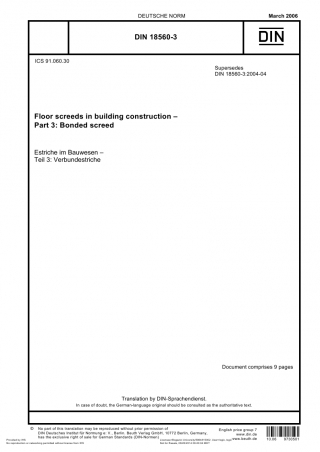 DEUTSCHE NORM
March 2006
DIN 18560-3
DIN
ICS 91.060.30
Supersedes
DIN 18560-3:2004-04
Floor screeds in building construction –
Part 3: Bonded screed
Estriche im Bauwesen –
Teil 3: Verbundestriche
Document comprises 9 pages
Translation by DIN-Sprachendienst.
In case of doubt, the German-language original should be consulted as the authoritative text.
© No part of this translation may be reproduced without prior permission of
DIN Deutsches Institut für Normung e. V., Berlin. Beuth Verlag GmbH, 10772 Berlin, Germany,
has the exclusive right of sale for German Standards (DIN-Normen).
English price group 7
www.din.de
www.beuth.de